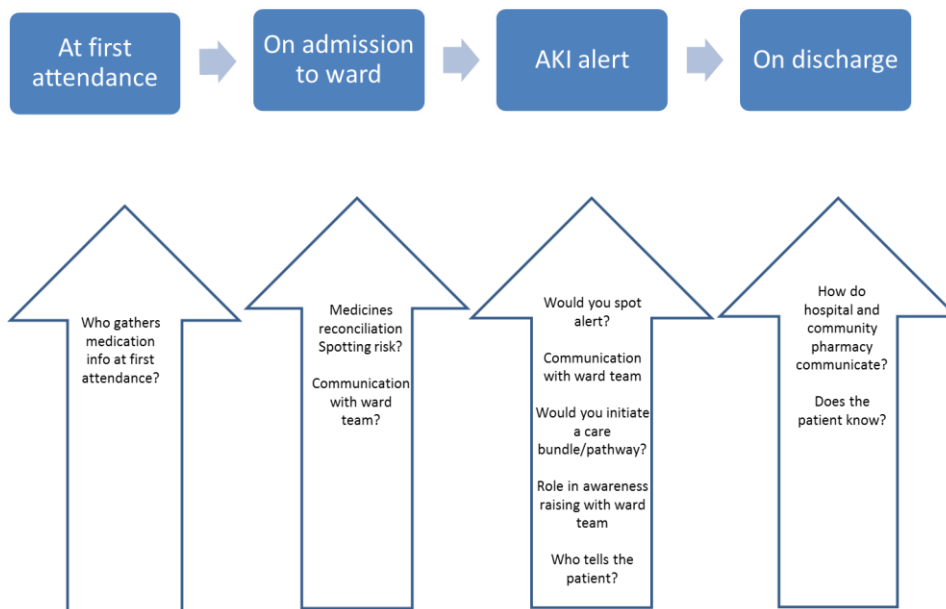 At first
attendance
On admission
to ward
AKI alert
On discharge
Who gathers
medication
info at first
attendance?
Medicines
reconciliation
Spotting risk?
Communication
with ward
team?
Would you spot
alert?
Communication
with ward team
Would you initiate
a care
bundle/pathway?
Role in awareness
raising with ward
team
Who tells the
patient?
How do
hospital and
community
pharmacy
communicate?
Does the
patient know?